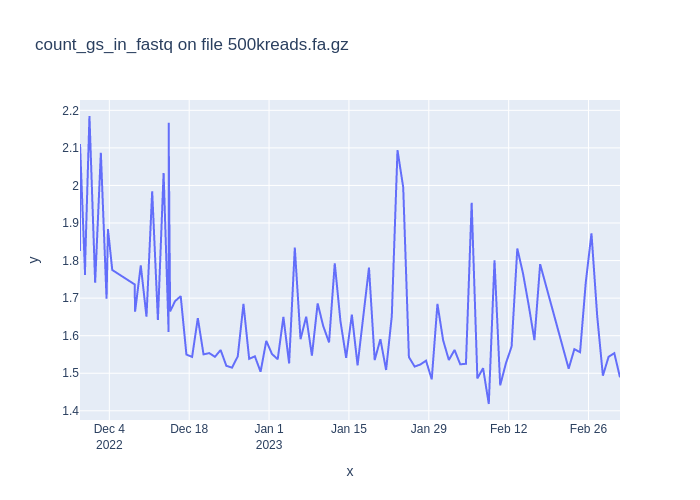 count_gs_in_fastq on file 500kreads.fa.gz
2.2
2.1
2
1.9
1.8
1.7
1.6
1.5
1.4
y
Dec 4
2022
Dec 18
Jan 1
2023
Jan 15
Jan 29
Feb 12
Feb 26
x